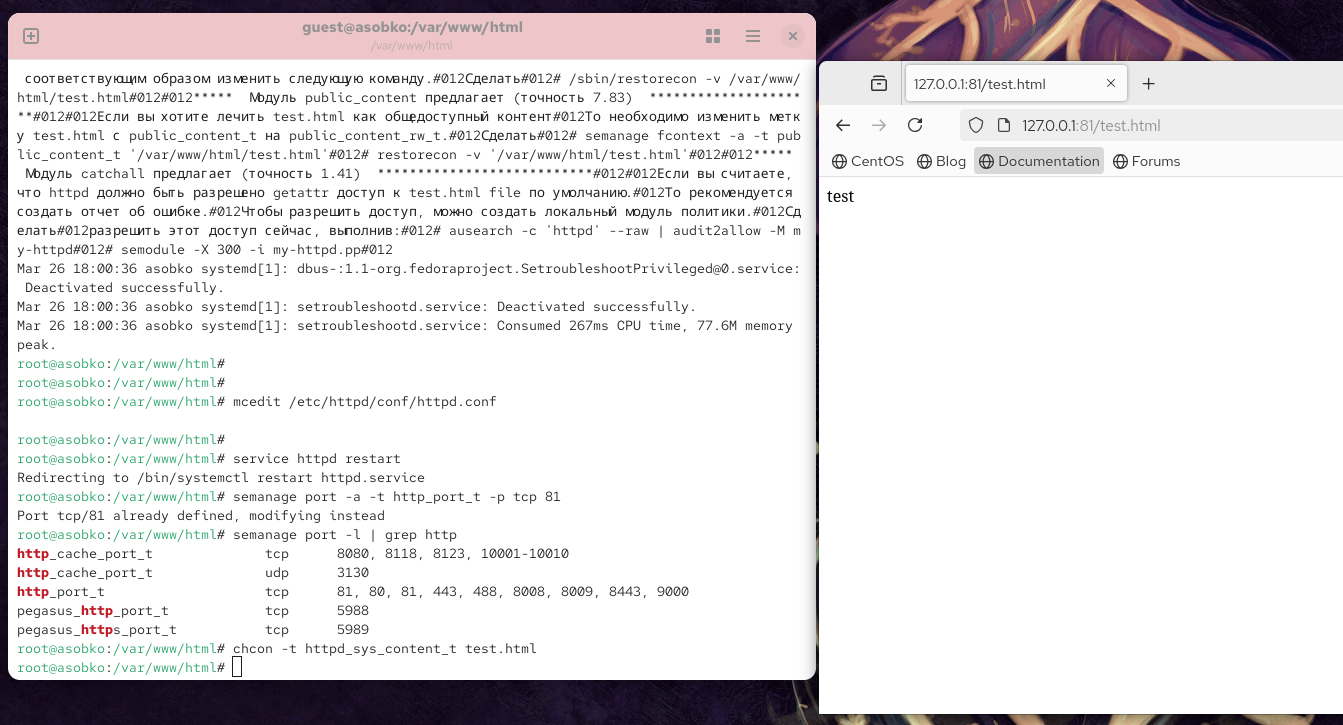 guest@asobko:/var/www/html
/var/www/html
соответствующим образом изменить следующую команду.#012Сделать#012# /sbin/restorecon -v /var/www/
html/test.html#012#012***** Модуль public_content предлагает (точность 7.83) *******************
**#012#012Если вы хотите лечить test.html как общедоступный контент#012То необходимо изменить метк
у test.html с public_content_t на public_content_rw_t.#012Сделать#012# semanage fcontext -a -t pub
lic_content_t '/var/www/html/test.html'#012# restorecon -v '/var/www/html/test.html'#012#012*****
Модуль catchall предлагает (точность 1.41) **************************#012#012Если вы считаете,
что httpd должно быть разрешено getattr доступ к test.html file по умолчанию.#012То рекомендуется
создать отчет об ошибке.#012Чтобы разрешить доступ, можно создать локальный модуль политики.#012Сд
елать#012разрешить этот доступ сейчас, выполнив:#012# ausearch -c 'httpd' --raw | audit2allow -M m
y-httpd#012# semodule -X 300 -i my-httpd.pp#012
Mar 26 18:00:36 asobko systemd[1]: dbus-:1.1-org.fedoraproject.SetroubleshootPrivileged@0.service:
Deactivated successfully.
Mar 26 18:00:36 asobko systemd[1]: setroubleshootd.service: Deactivated successfully.
Mar 26 18:00:36 asobko systemd[1]: setroubleshootd.service: Consumed 267ms CPU time, 77.6M memory
peak.
root@asobko:/var/www/html#
root@asobko:/var/www/html#
root@asobko:/var/www/html# mcedit /etc/httpd/conf/httpd.conf
root@asobko:/var/www/html#
root@asobko:/var/www/html# service httpd restart
Redirecting to /bin/systemctl restart httpd.service
root@asobko:/var/www/html# semanage port -a -t http_port_t -p tcp 81
Port tcp/81 already defined, modifying instead
root@asobko:/var/www/html# semanage port -l | grep http
http_cache_port_t tcp 8080, 8118, 8123, 10001-10010
http_cache_port_t udp 3130
http_port_t tcp 81, 80, 81, 443, 488, 8008, 8009, 8443, 9000
pegasus_http_port_t tcp 5988
pegasus_https_port_t tcp 5989
root@asobko:/var/www/html# chcon -t httpd_sys_content_t test.html
root@asobko:/var/www/html#
127.0.0.1:81/test.html
127.0.0.1:81/test.html
CentOS Blog Documentation Forums
test